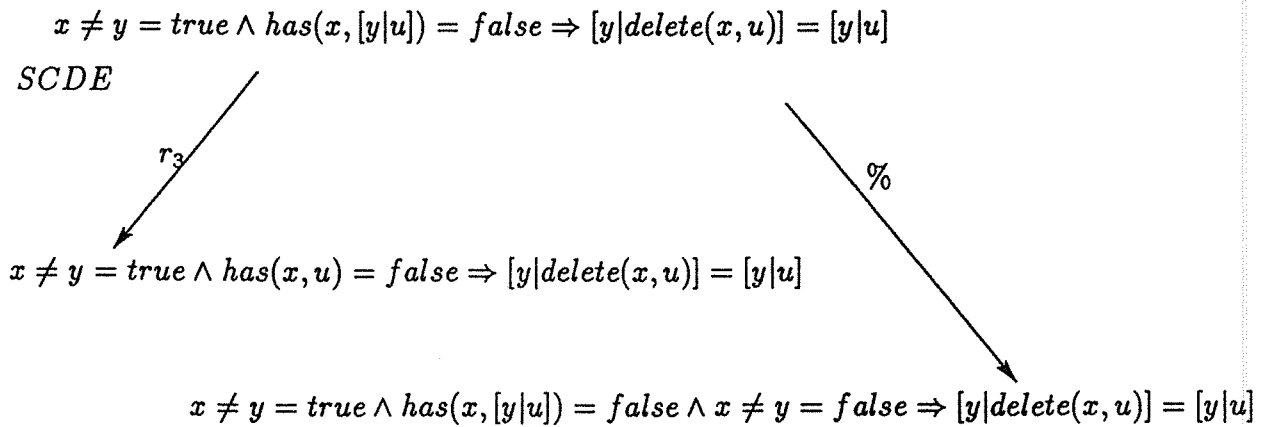 x ≠ y = true ∧ has(x, [y|u]) = false ⇒ [y|delete(x, u)] = [y|u]
SCDE
r₃
%
x ≠ y = true ∧ has(x, u) = false ⇒ [y|delete(x, u)] = [y|u]
x ≠ y = true ∧ has(x, [y|u]) = false ∧ x ≠ y = false ⇒ [y|delete(x, u)] = [y|u]